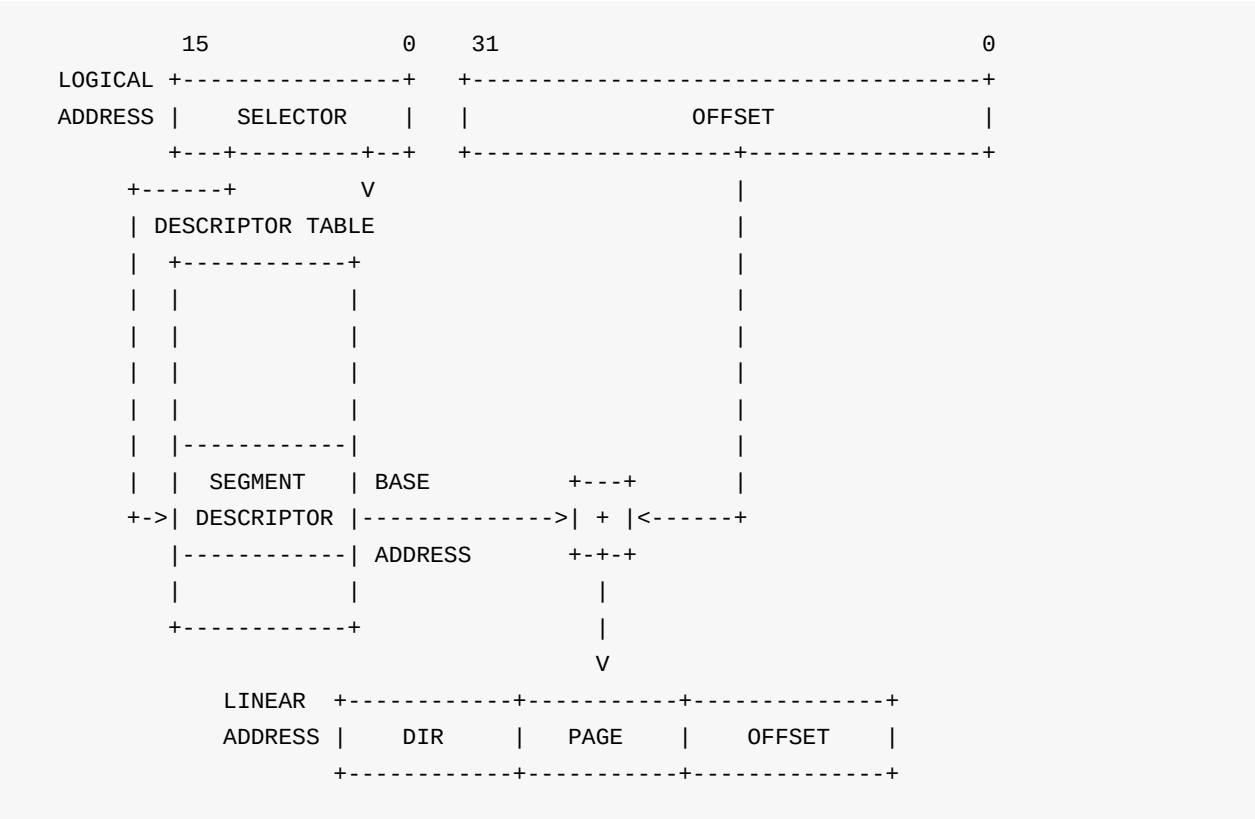 15                0    31                                   0
       LOGICAL +----------------+   +-------------------------------------+
       ADDRESS |    SELECTOR    |   |                OFFSET               |
               +---+---------+--+   +-------------------+-----------------+
            +------+         V                          |
            | DESCRIPTOR TABLE                          |
            |  +------------+                           |
            |  |            |                           |
            |  |            |                           |
            |  |            |                           |
            |  |            |                           |
            |  |------------|                           |
            |  |  SEGMENT   | BASE          +---+       |
            +->| DESCRIPTOR |-------------->| + |<------+
               |------------| ADDRESS       +-+-+
               |            |                 |
               +------------+                 |
                                              V
                   LINEAR  +------------+-----------+--------------+
                   ADDRESS |    DIR     |   PAGE    |    OFFSET    |
                           +------------+-----------+--------------+